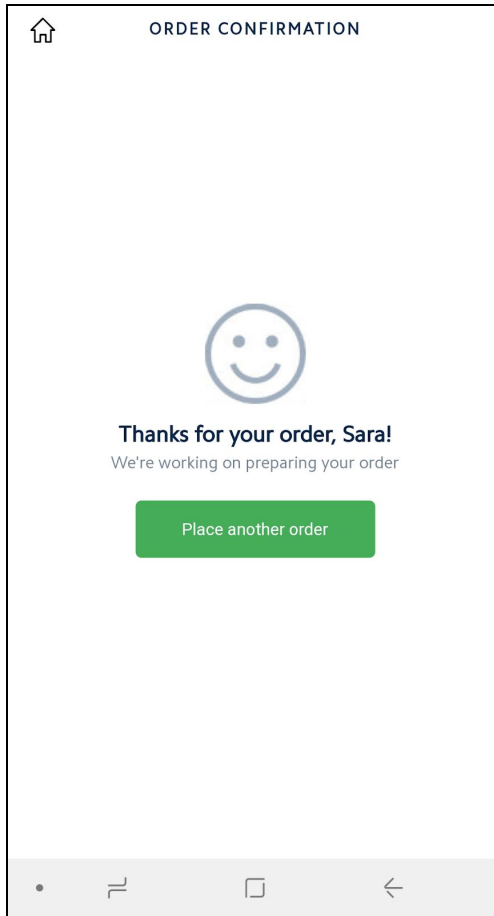 ORDER CONFIRMATION
Thanks for your order, Sara!
We're working on preparing your order
Place another order